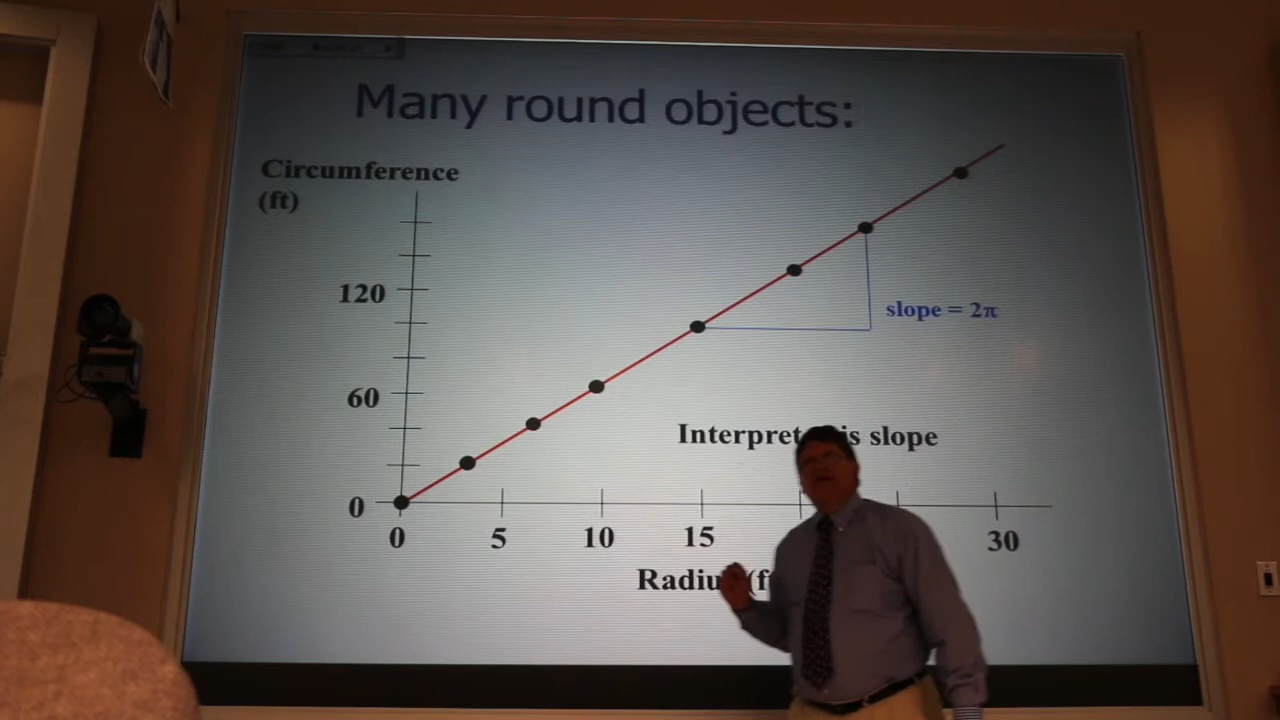 Many round objects:
Circumference
(ft)
120
slope = 2π
60
Interpret is slope
0
0 5 10 15 30
Radiu (f